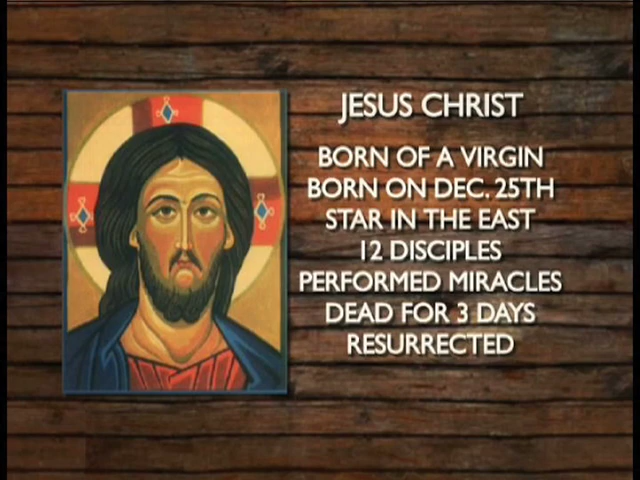 JESUS CHRIST
BORN OF A VIRGIN
BORN ON DEC. 25TH
STAR IN THE EAST
12 DISCIPLES
PERFORMED MIRACLES
DEAD FOR 3 DAYS
RESURRECTED